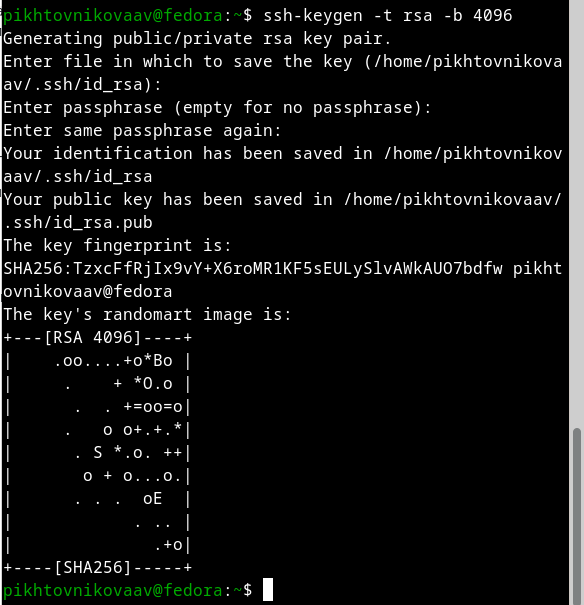 pikhtovnikovaav@fedora:~$ ssh-keygen -t rsa -b 4096
Generating public/private rsa key pair.
Enter file in which to save the key (/home/pikhtovnikova
av/.ssh/id_rsa):
Enter passphrase (empty for no passphrase):
Enter same passphrase again:
Your identification has been saved in /home/pikhtovnikov
aav/.ssh/id_rsa
Your public key has been saved in /home/pikhtovnikovaav/
.ssh/id_rsa.pub
The key fingerprint is:
SHA256:TzxcFfRjIx9vY+X6roMR1KF5sEULySlvAWkAUO7bdfw pikht
ovnikovaav@fedora
The key's randomart image is:
+---[RSA 4096]----+
|    .oo....+o*Bo |
|     .    + *O.o |
|      .  . +=oo=o|
|     .   o o+.+.*|
|      . S *.o. ++|
|       o + o...o.|
|      . . .  oE  |
|            . .. |
|              .+o|
+----[SHA256]-----+
pikhtovnikovaav@fedora:~$